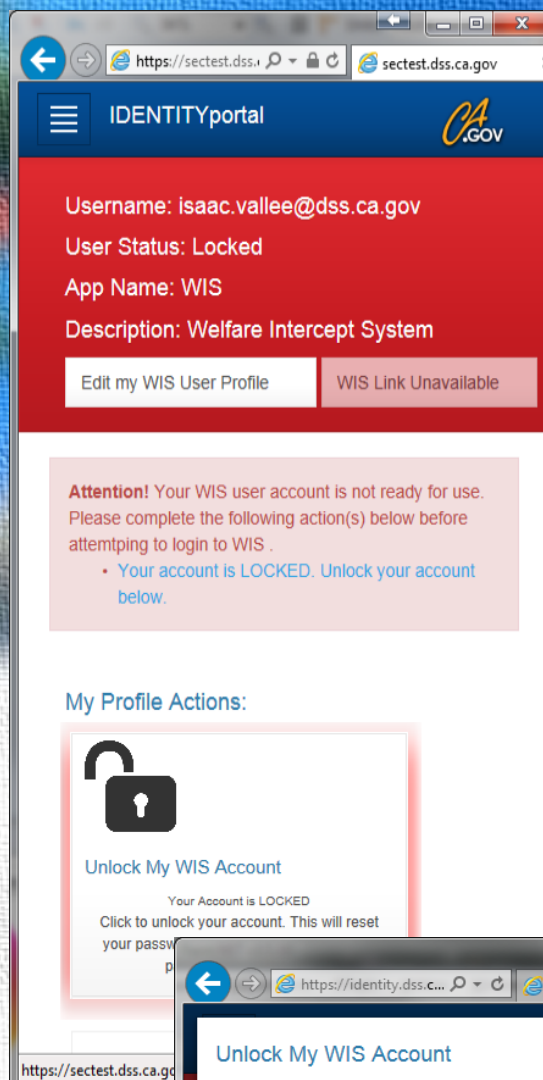 https://sectest.dss.
sectest.dss.ca.gov
IDENTITYportal
CA.GOV
Username: isaac.vallee@dss.ca.gov
User Status: Locked
App Name: WIS
Description: Welfare Intercept System
Edit my WIS User Profile
WIS Link Unavailable
Attention! Your WIS user account is not ready for use.
Please complete the following action(s) below before
attemtping to login to WIS .
• Your account is LOCKED. Unlock your account
below.
My Profile Actions:
Unlock My WIS Account
Your Account is LOCKED
Click to unlock your account. This will reset
your passw
p
https://identity.dss.c...
Unlock My WIS Account
https://sectest.dss.ca.go